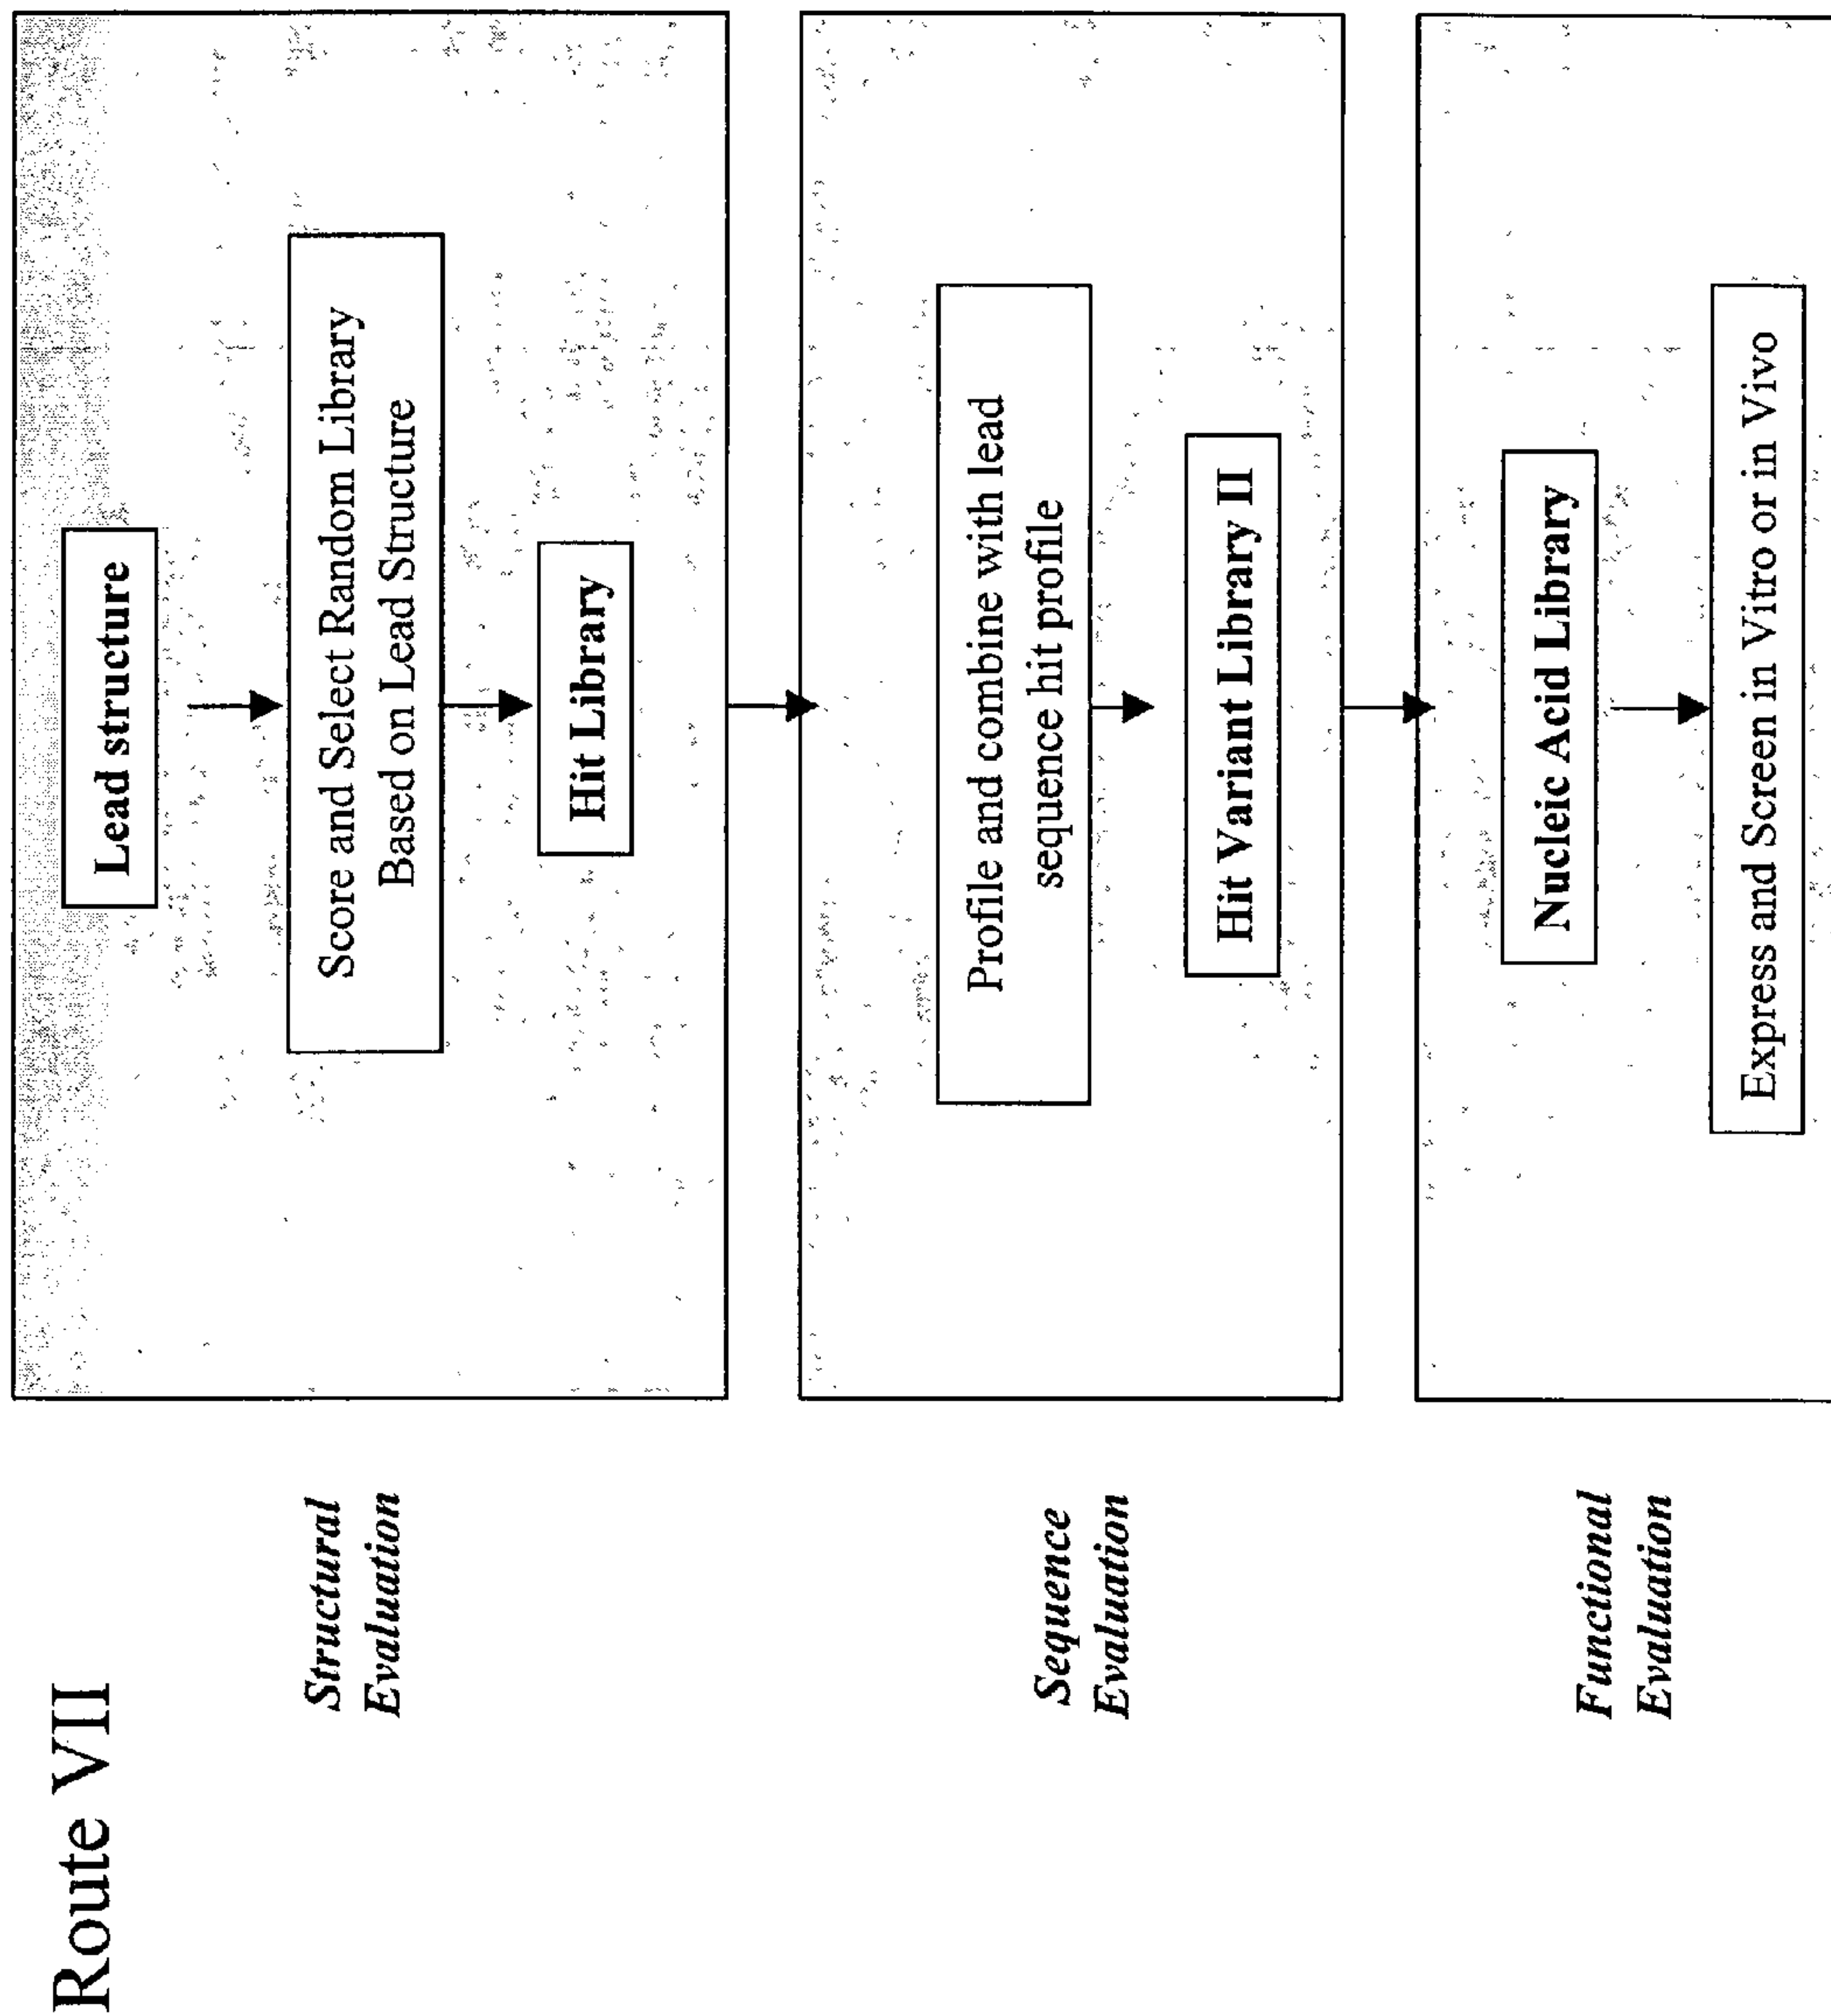 Route VII
Structural
Evaluation
Lead structure
Score and Select Random Library
Based on Lead Structure
Hit Library
Sequence
Evaluation
Profile and combine with lead
sequence hit profile
Hit Variant Library II
Functional
Evaluation
Nucleic Acid Library
Express and Screen in Vitro or in Vivo